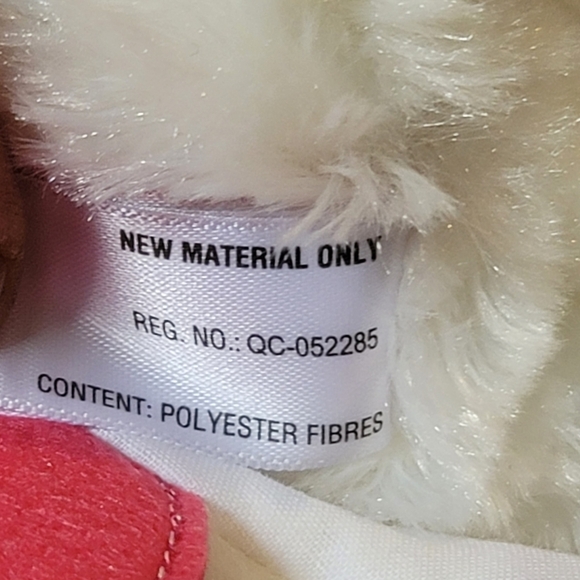 NEW MATERIAL ONLY
REG. NO.: QC-052285
CONTENT: POLYESTER FIBRES